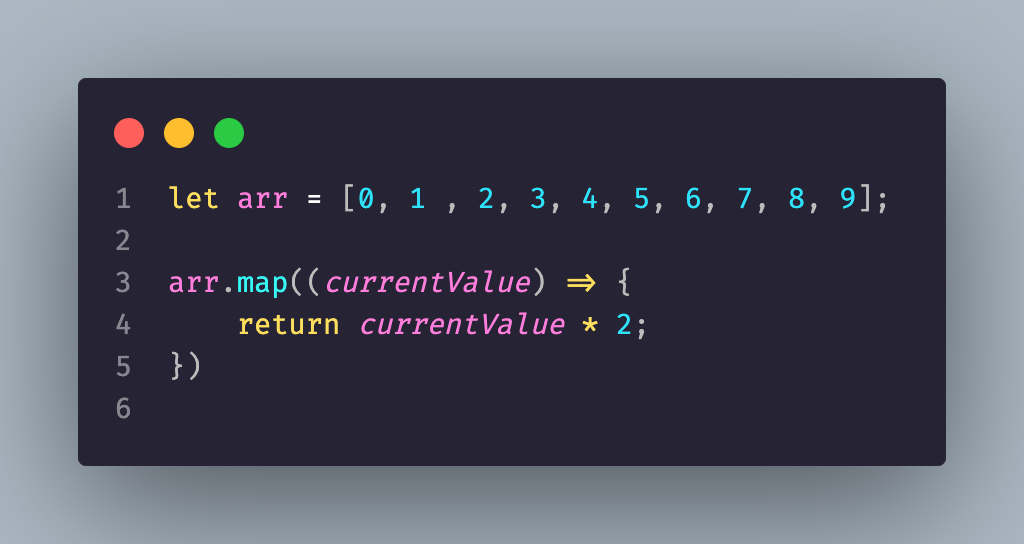 1 let arr = [0, 1 , 2, 3, 4, 5, 6, 7, 8, 9];
2
3 arr.map((currentValue) => {
4     return currentValue * 2;
5 })
6